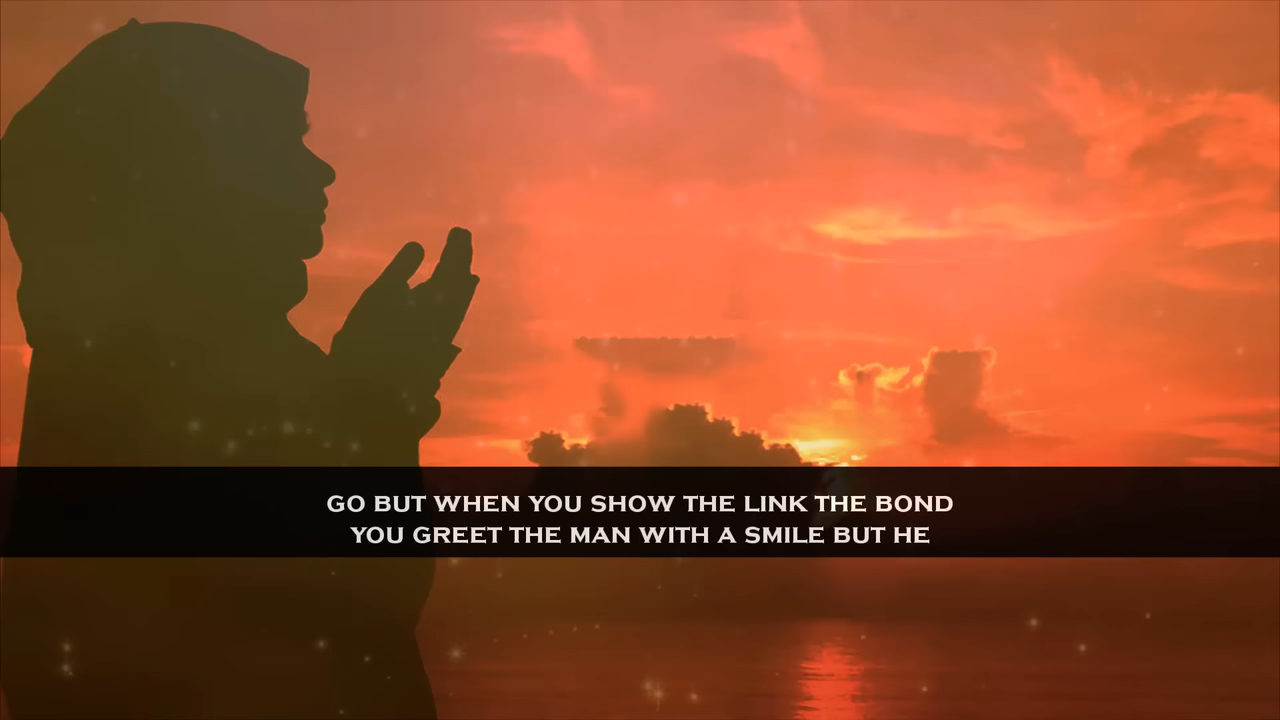 GO BUT WHEN YOU SHOW THE LINK THE BOND
YOU GREET THE MAN WITH A SMILE BUT HE